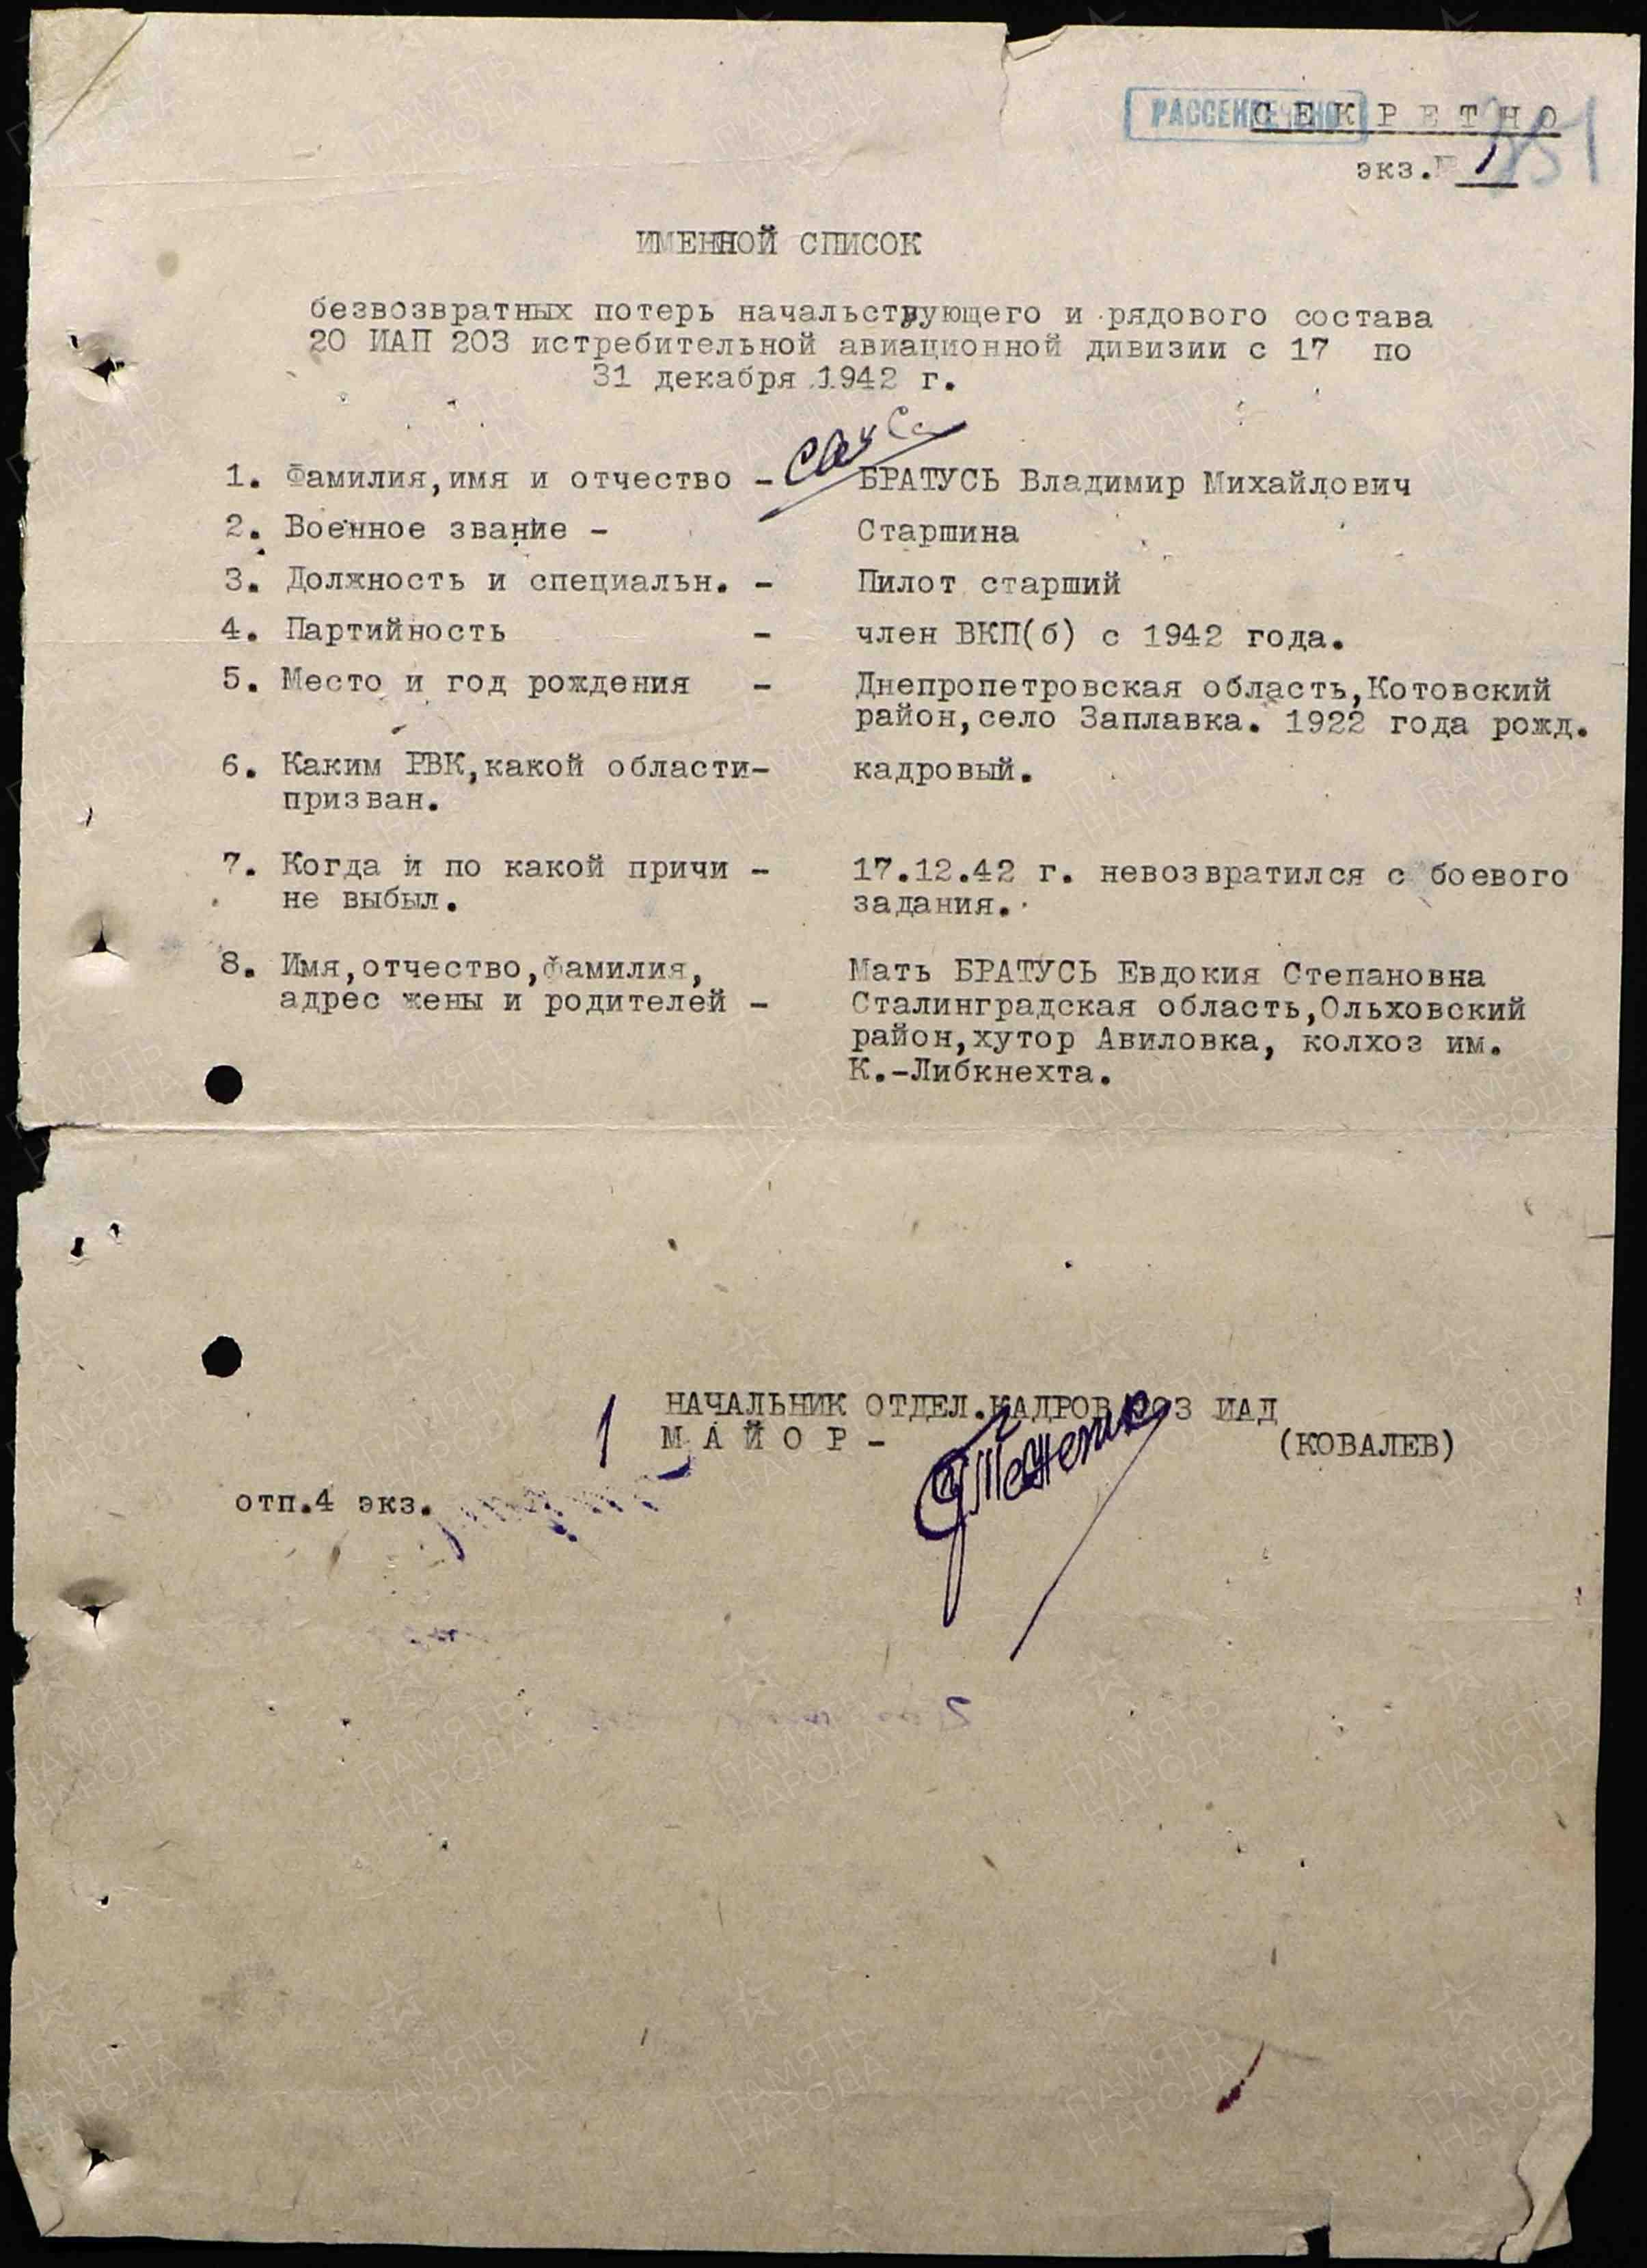 РАССЕКРЕЧЕНО
СЕКРЕТНО
экз.№ 1
ИМЕННОЙ СПИСОК
безвозвратных потерь начальствующего и рядового состава
20 ИАП 203 истребительной авиационной дивизии с 17 по
31 декабря 1942 г.
1. Фамилия,имя и отчество - БРАТУСЬ Владимир Михайлович
2. Военное звание - Старшина
3. Должность и специальн. - Пилот старший
4. Партийность - член ВКП(б) с 1942 года.
5. Место и год рождения - Днепропетровская область,Котовский
район,село Заплавка. 1922 года рожд.
6. Каким РВК,какой области- кадровый.
призван.
7. Когда и по какой причи - 17.12.42 г. невозвратился с боевого
не выбыл. задания.
8. Имя,отчество,фамилия, Мать БРАТУСЬ Евдокия Степановна
адрес жены и родителей - Сталинградская область,Ольховский
район,хутор Авиловка, колхоз им.
К.-Либкнехта.
НАЧАЛЬНИК ОТДЕЛ.КАДРОВ 203 ИАД
МАЙОР -
(КОВАЛЕВ)
отп.4 экз.
ПАМЯТЬ
НАРОДА